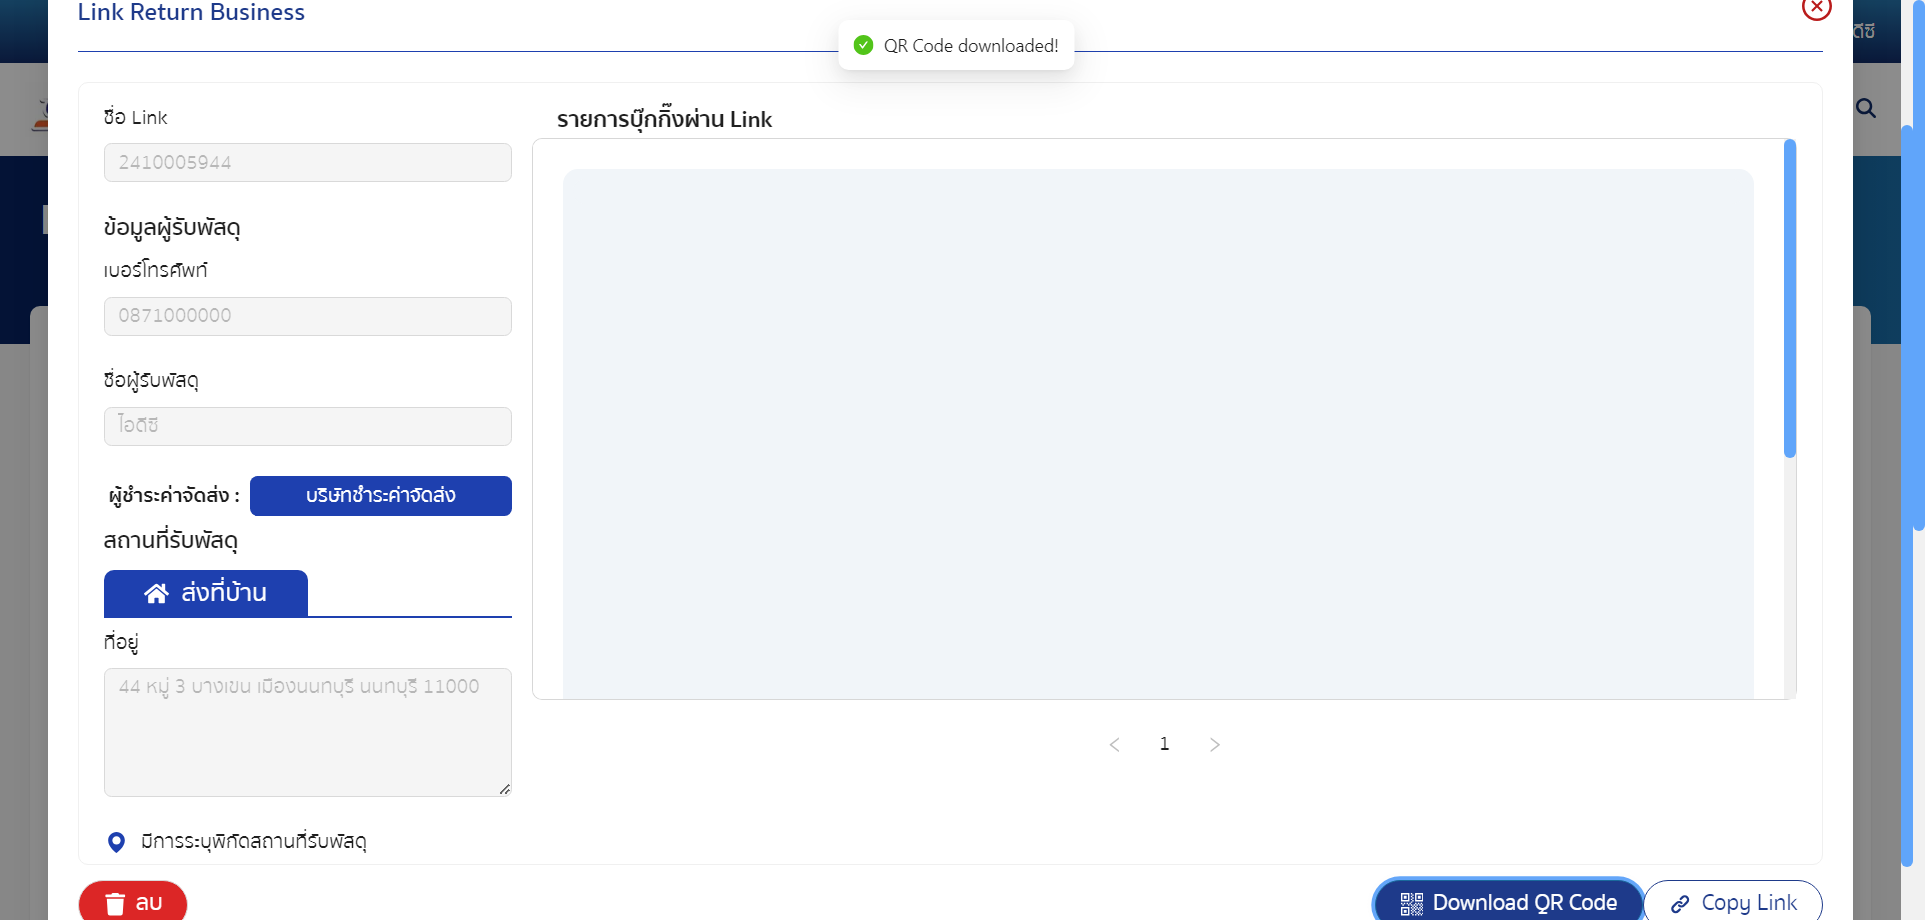 Link Return Business
QR Code downloaded!
ดีซี
ชื่อ Link
2410005944
ข้อมูลผู้รับพัสดุ
เบอร์โทรศัพท์
0871000000
ชื่อผู้รับพัสดุ
ไอดีซี
ผู้ชำระค่าจัดส่ง :
บริษัทชำระค่าจัดส่ง
สถานที่รับพัสดุ
ส่งที่บ้าน
ที่อยู่
44 หมู่ 3 บางเขน เมืองนนทบุรี นนทบุรี 11000
มีการระบุพิกัดสถานที่รับพัสดุ
รายการบุ๊กกิ๊งผ่าน Link
1
ลบ
Download QR Code
Copy Link